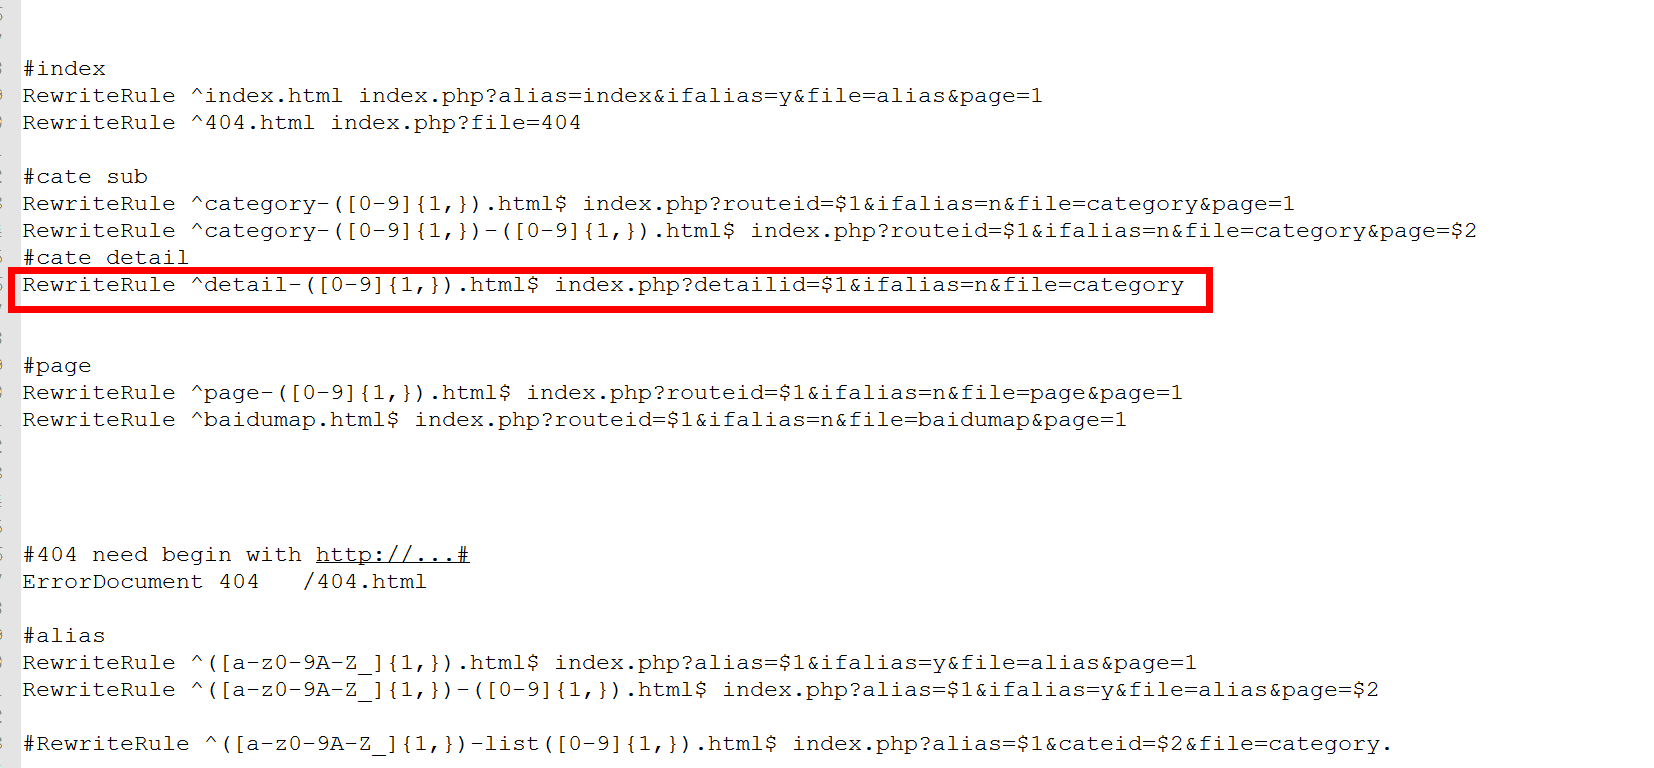 #index
RewriteRule ^index.html index.php?alias=index&ifalias=y&file=alias&page=1
RewriteRule ^404.html index.php?file=404
#cate sub
RewriteRule ^category-([0-9]{1,}).html$ index.php?routeid=$1&ifalias=n&file=category&page=1
RewriteRule ^category-([0-9]{1,})-([0-9]{1,}).html$ index.php?routeid=$1&ifalias=n&file=category&page=$2
#cate detail
RewriteRule ^detail-([0-9]{1,}).html$ index.php?detailid=$1&ifalias=n&file=category
#page
RewriteRule ^page-([0-9]{1,}).html$ index.php?routeid=$1&ifalias=n&file=page&page=1
RewriteRule ^baidumap.html$ index.php?routeid=$1&ifalias=n&file=baidumap&page=1
#404 need begin with http://...#
ErrorDocument 404   /404.html
#alias
RewriteRule ^([a-z0-9A-Z_]{1,}).html$ index.php?alias=$1&ifalias=y&file=alias&page=1
RewriteRule ^([a-z0-9A-Z_]{1,})-([0-9]{1,}).html$ index.php?alias=$1&ifalias=y&file=alias&page=$2
#RewriteRule ^([a-z0-9A-Z_]{1,})-list([0-9]{1,}).html$ index.php?alias=$1&cateid=$2&file=category.